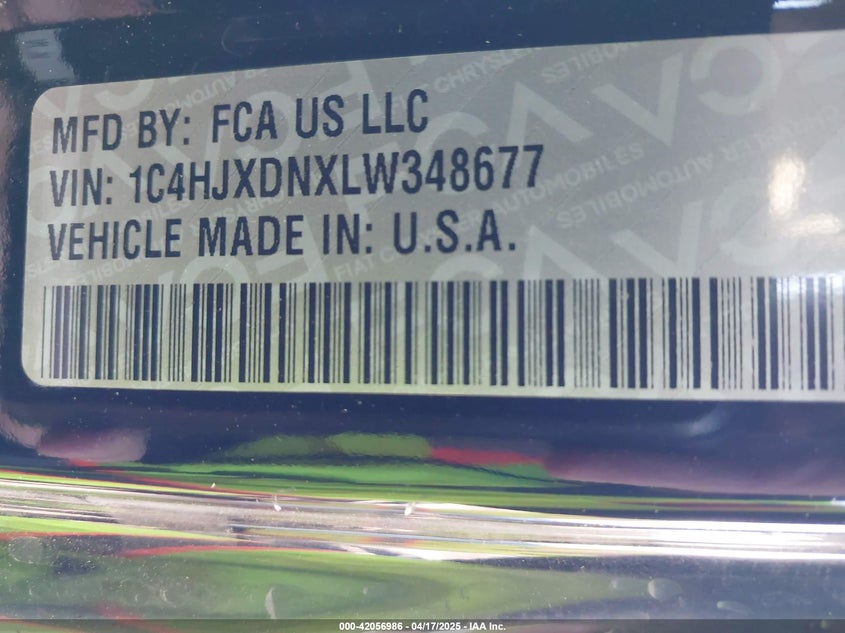 MFD BY: FCA US LLC
VIN: 1C4HJXDNXLW348677
VEHICLE MADE IN: U.S.A.
000-42056986 - 04/17/2025 - IAA Inc.